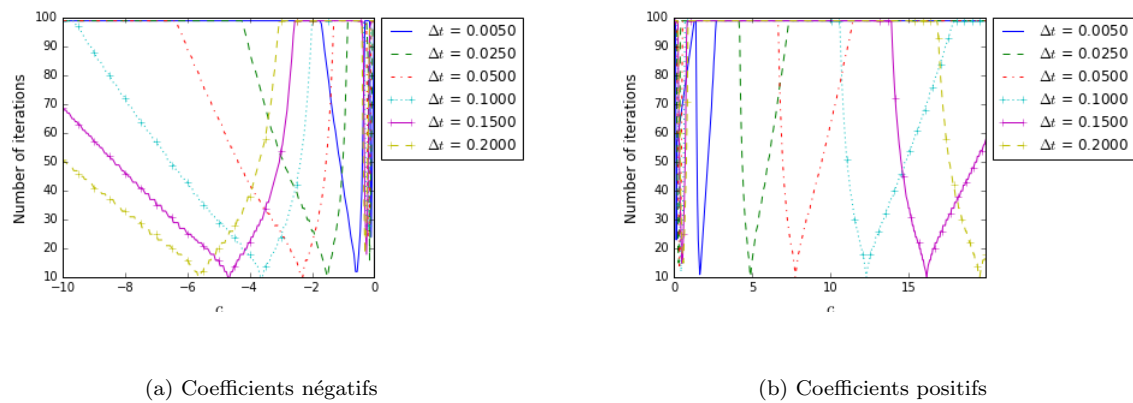 Number of iterations
100
90
80
70
60
50
40
30
20
10
−10
−8
−6
−4
−2
0
c
Δt = 0.0050
Δt = 0.0250
Δt = 0.0500
Δt = 0.1000
Δt = 0.1500
Δt = 0.2000
(a) Coefficients négatifs
Number of iterations
100
90
80
70
60
50
40
30
20
10
0
5
10
15
c
Δt = 0.0050
Δt = 0.0250
Δt = 0.0500
Δt = 0.1000
Δt = 0.1500
Δt = 0.2000
(b) Coefficients positifs